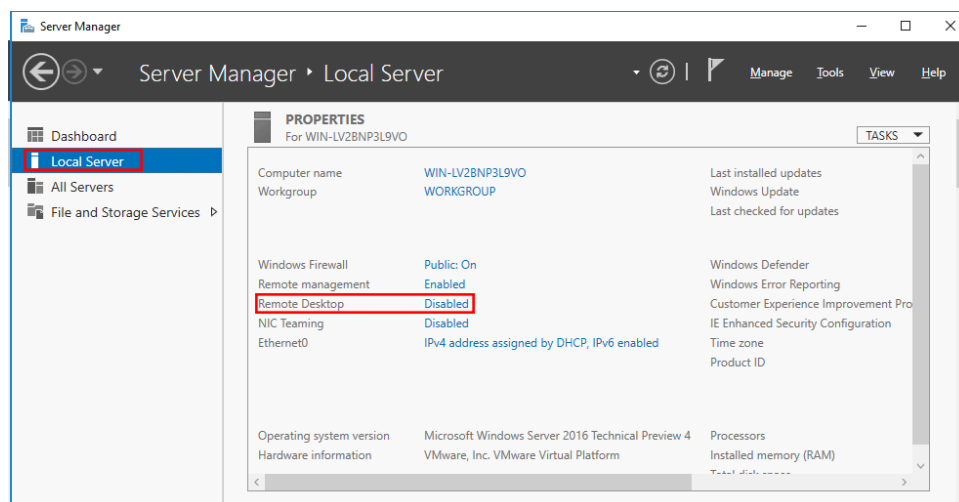 Server Manager
Server Manager ‣ Local Server
Manage Tools View Help
Dashboard
Local Server
All Servers
File and Storage Services
PROPERTIES
For WIN-LV2BNP3L9VO
TASKS
Computer name WIN-LV2BNP3L9VO Last installed updates
Workgroup WORKGROUP Windows Update
Last checked for updates
Windows Firewall Public: On Windows Defender
Remote management Enabled Windows Error Reporting
Remote Desktop Disabled Customer Experience Improvement Pro
NIC Teaming Disabled IE Enhanced Security Configuration
Ethernet0 IPv4 address assigned by DHCP, IPv6 enabled Time zone
Product ID
Operating system version Microsoft Windows Server 2016 Technical Preview 4 Processors
Hardware information VMware, Inc. VMware Virtual Platform Installed memory (RAM)
Total disk space